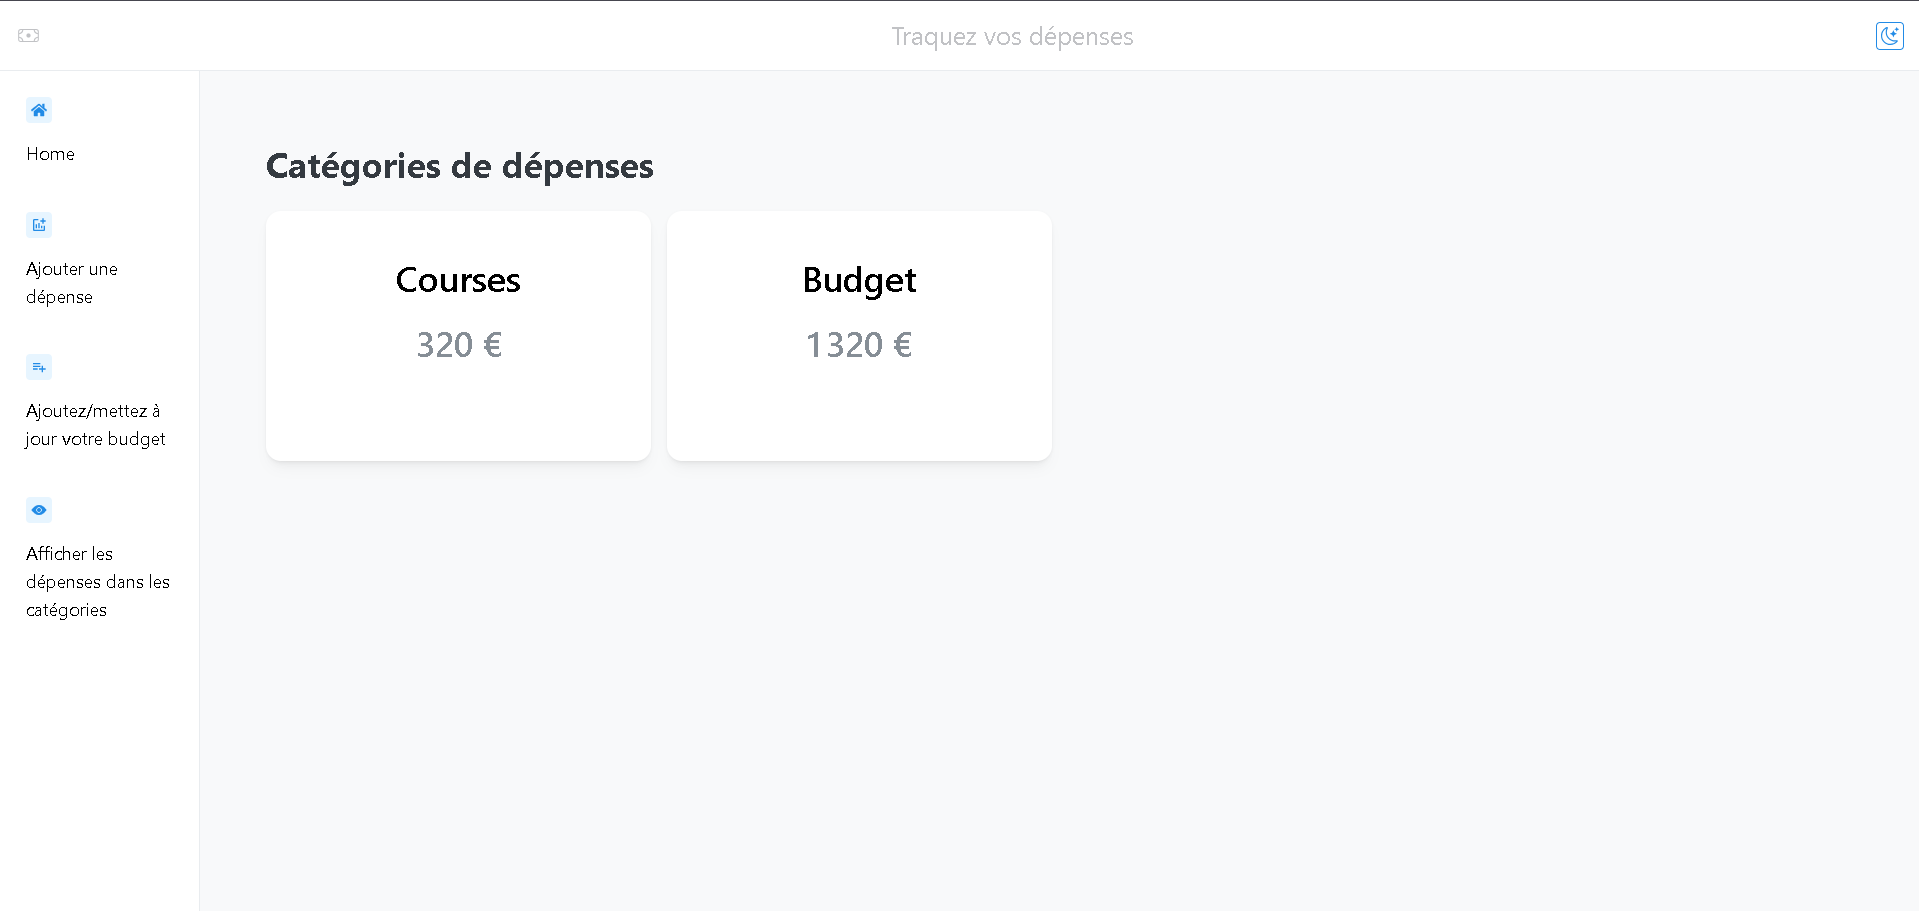 Traquez vos dépenses
Home
Ajouter une
dépense
Ajoutez/mettez à
jour votre budget
Afficher les
dépenses dans les
catégories
Catégories de dépenses
Courses
320 €
Budget
1320 €